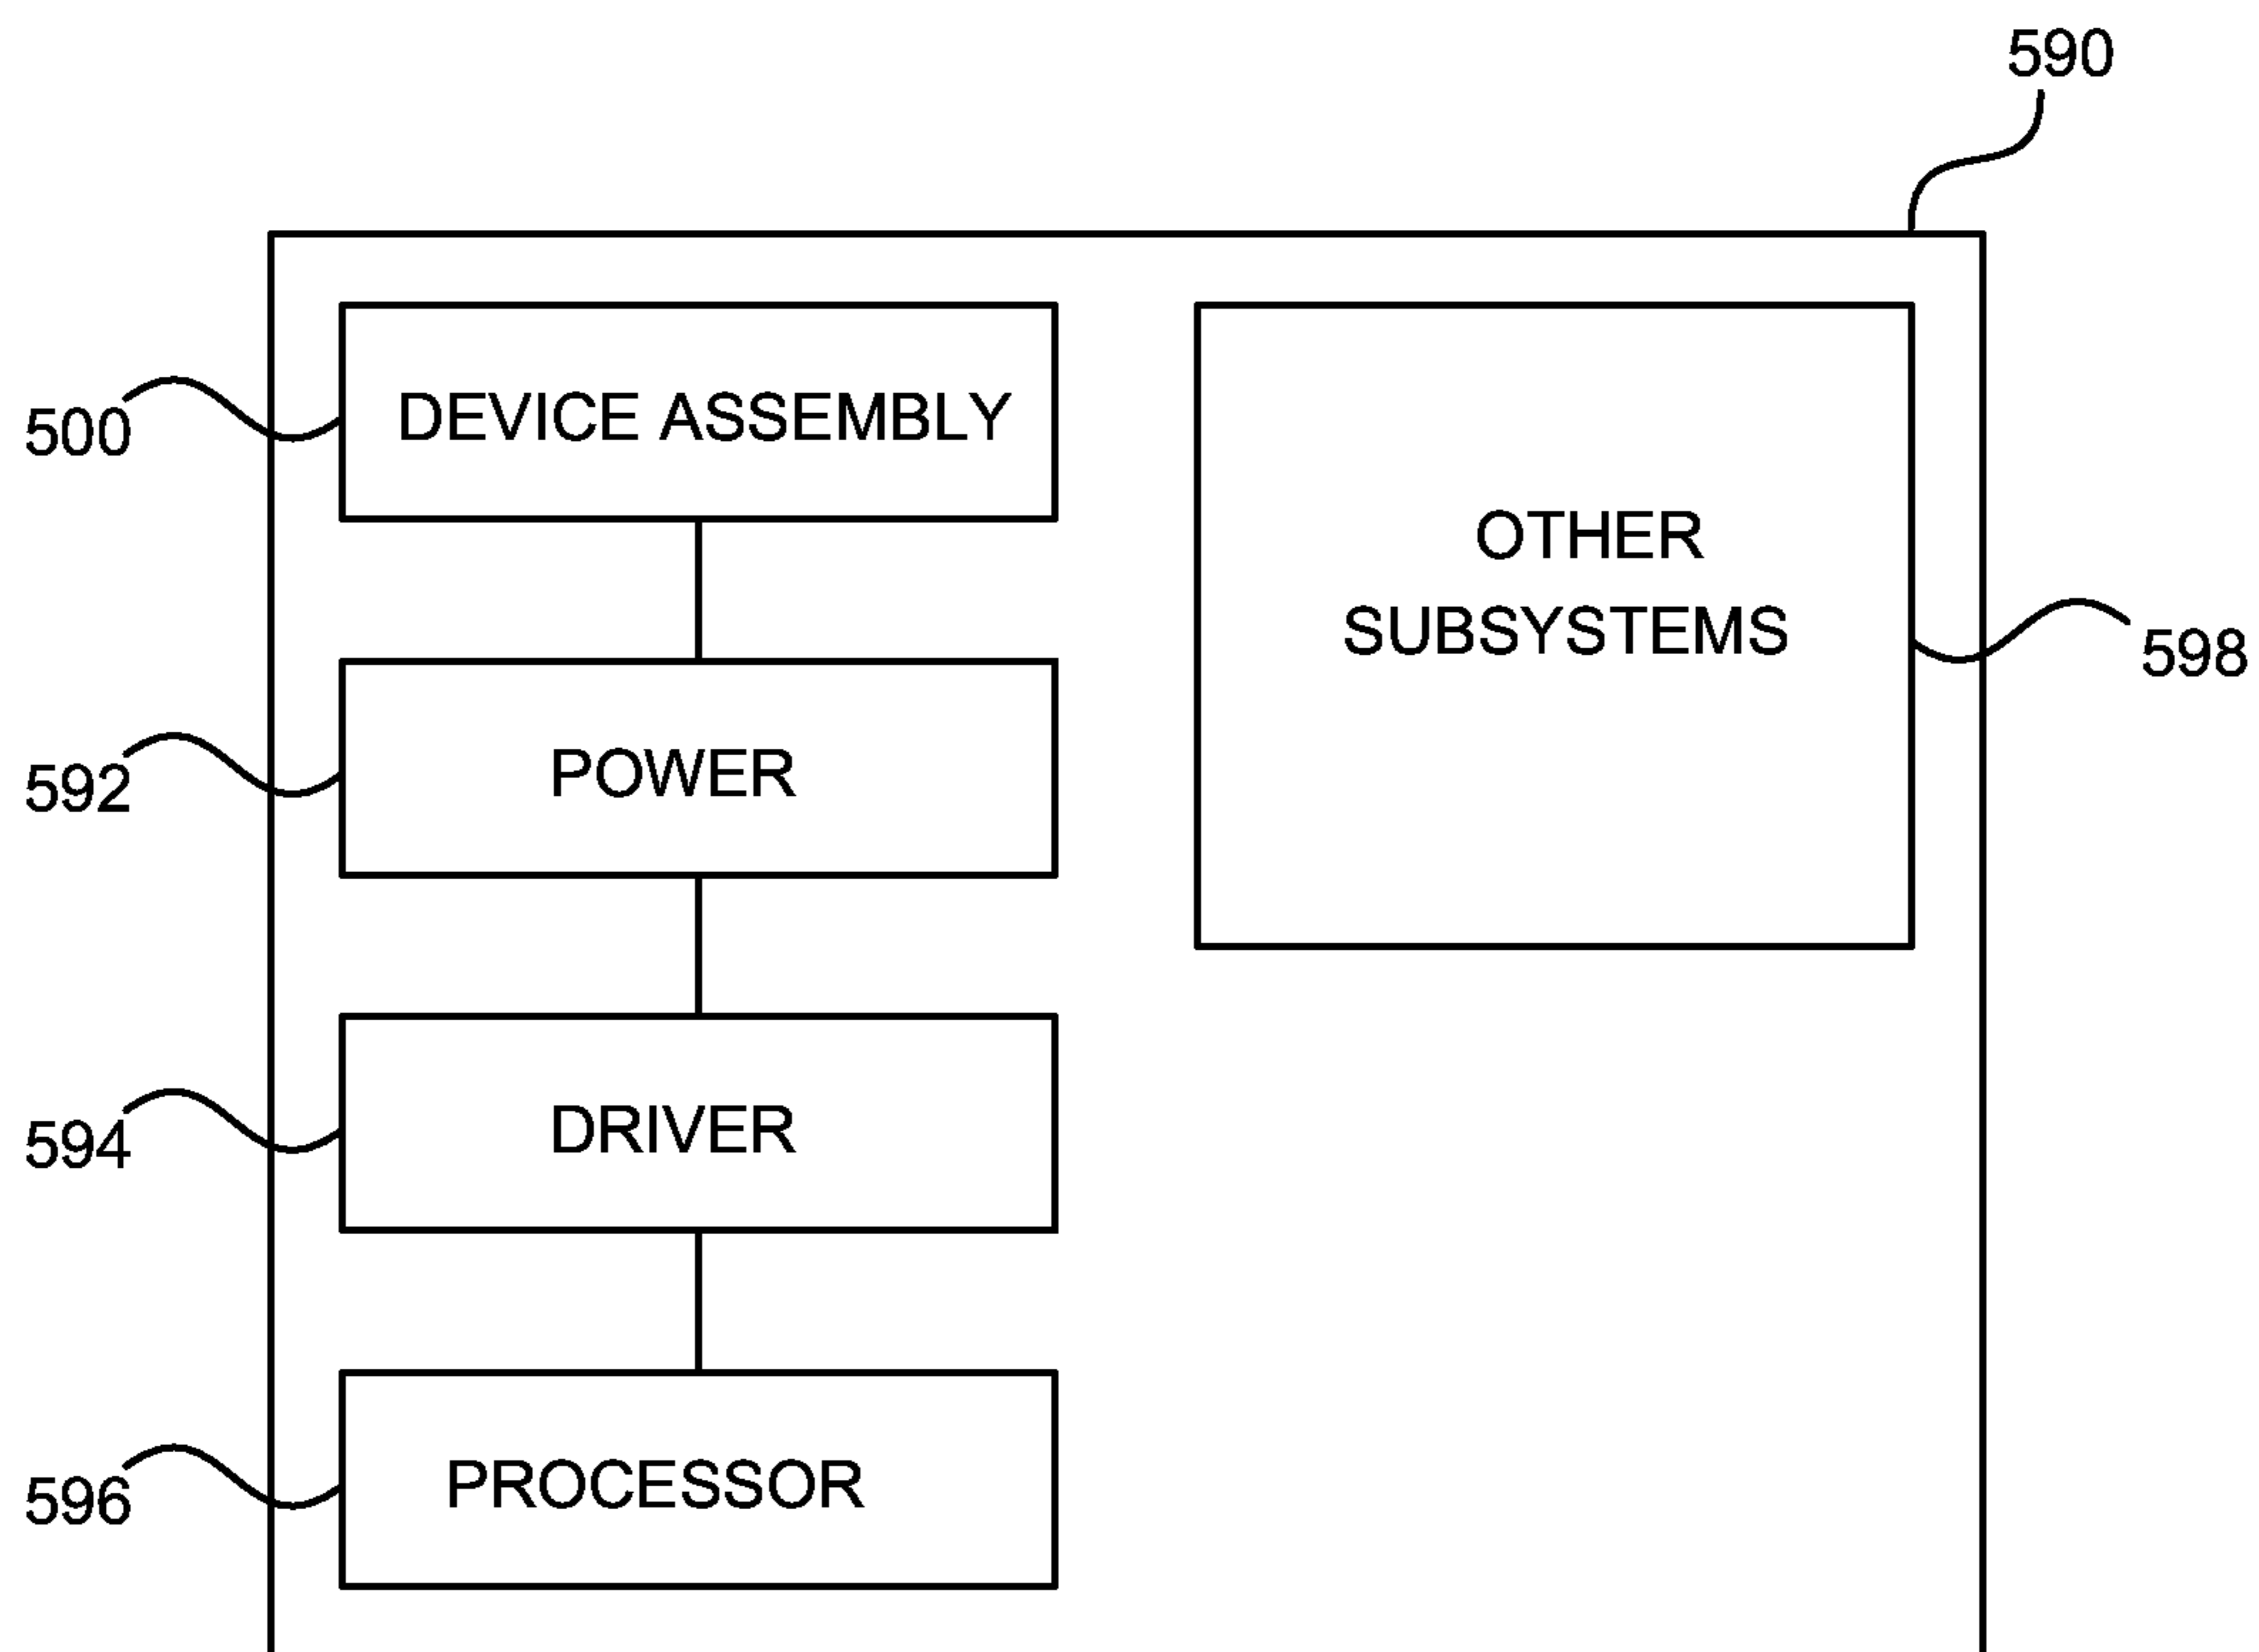 590
500
DEVICE ASSEMBLY
OTHER
SUBSYSTEMS
598
592
POWER
594
DRIVER
596
PROCESSOR